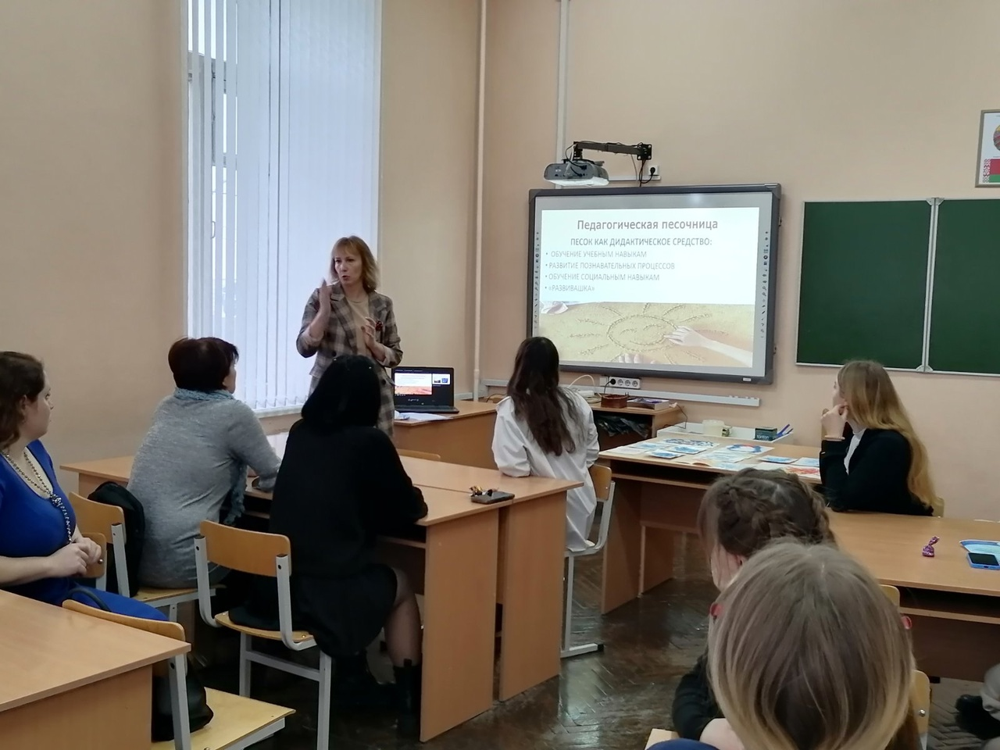 Педагогическая песочница
ПЕСОК КАК ДИДАКТИЧЕСКОЕ СРЕДСТВО:
• ОБУЧЕНИЕ УЧЕБНЫМ НАВЫКАМ
• РАЗВИТИЕ ПОЗНАВАТЕЛЬНЫХ ПРОЦЕССОВ
• ОБУЧЕНИЕ СОЦИАЛЬНЫМ НАВЫКАМ
• «РАЗВИВАШКА»